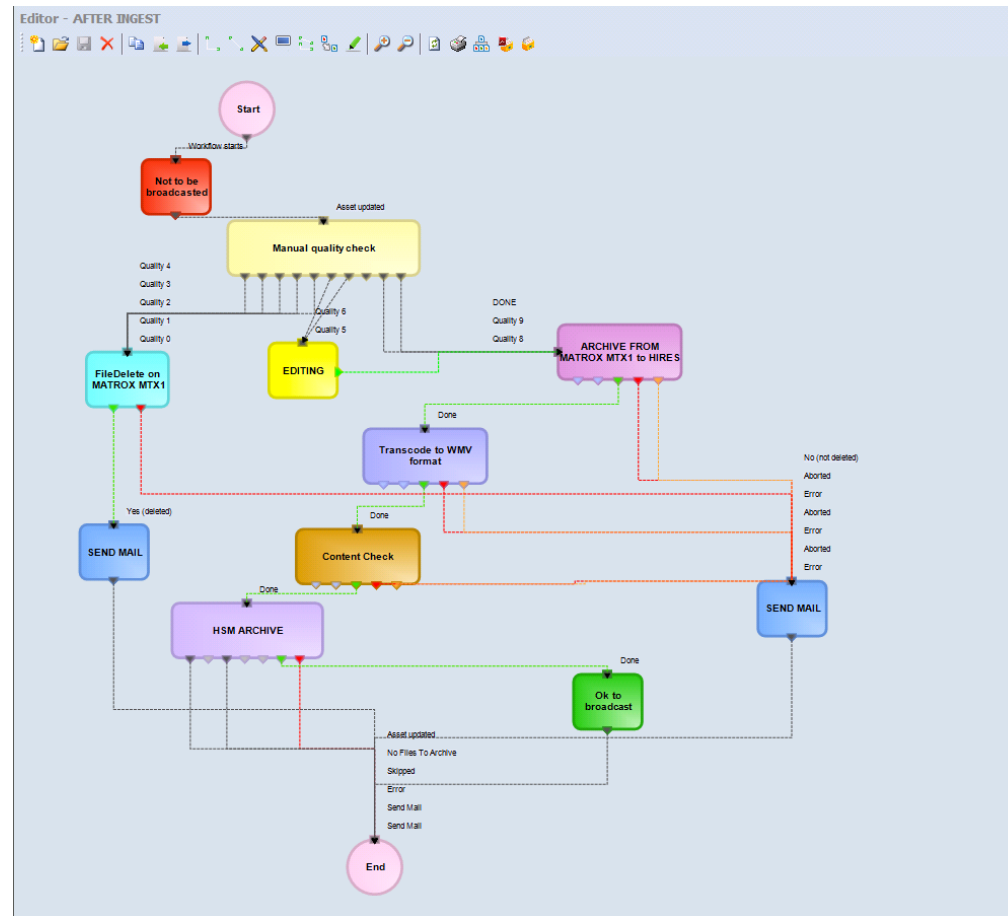 Editor - AFTER INGEST
Start
Workflow starts
Not to be
broadcasted
Asset updated
Manual quality check
Quality 4
Quality 3
Quality 2
Quality 1
Quality 0
Quality 6
Quality 5
DONE
Quality 9
Quality 8
FileDelete on
MATROX MTX1
EDITING
ARCHIVE FROM
MATROX MTX1 to HIRES
Done
Transcode to WMV
format
No (not deleted)
Aborted
Error
Aborted
Error
Aborted
Error
Yes (deleted)
Done
SEND MAIL
Content Check
Done
SEND MAIL
HSM ARCHIVE
Done
Ok to
broadcast
Asset updated
No Files To Archive
Skipped
Error
Send Mail
Send Mail
End